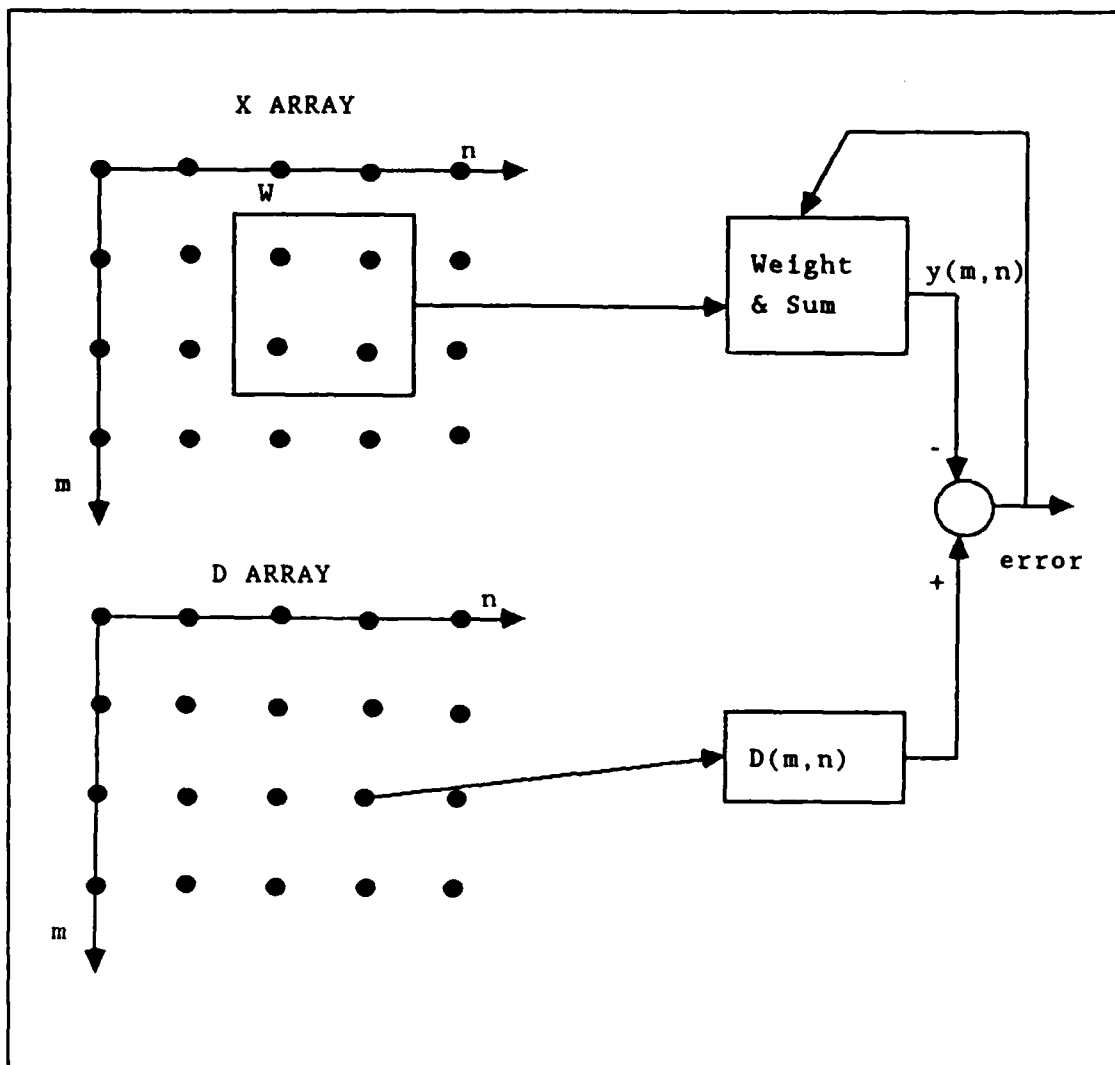 X ARRAY
n
W
Weight
& Sum
y(m,n)
-
m
error
D ARRAY
+
n
D(m,n)
m